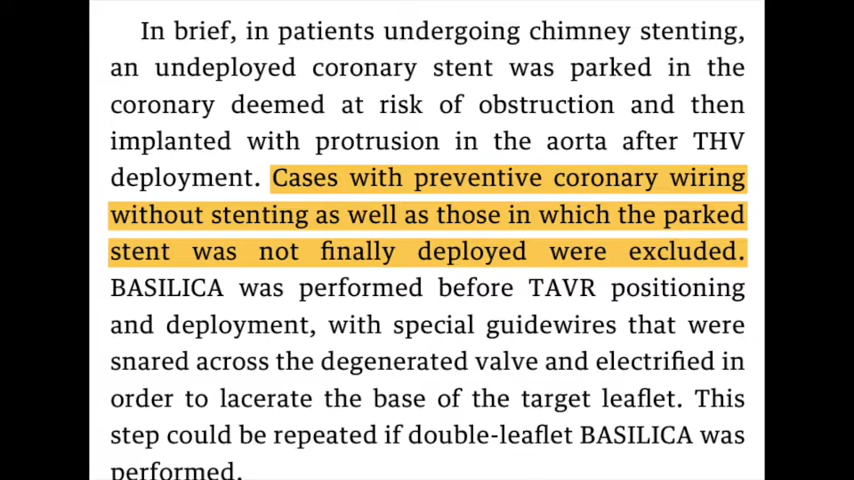 In brief, in patients undergoing chimney stenting,
an undeployed coronary stent was parked in the
coronary deemed at risk of obstruction and then
implanted with protrusion in the aorta after THV
deployment. Cases with preventive coronary wiring
without stenting as well as those in which the parked
stent was not finally deployed were excluded.
BASILICA was performed before TAVR positioning
and deployment, with special guidewires that were
snared across the degenerated valve and electrified in
order to lacerate the base of the target leaflet. This
step could be repeated if double-leaflet BASILICA was
performed.